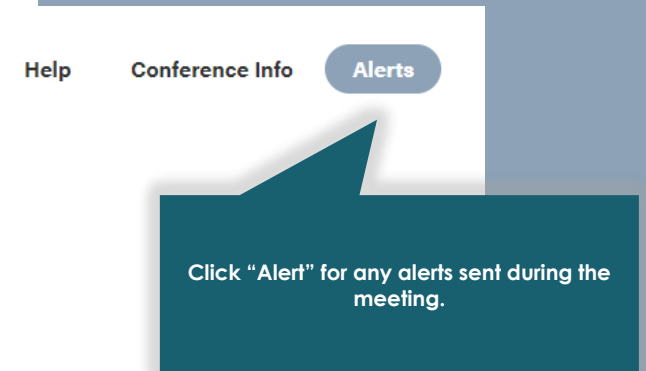 Help Conference Info Alerts
Click “Alert” for any alerts sent during the
meeting.